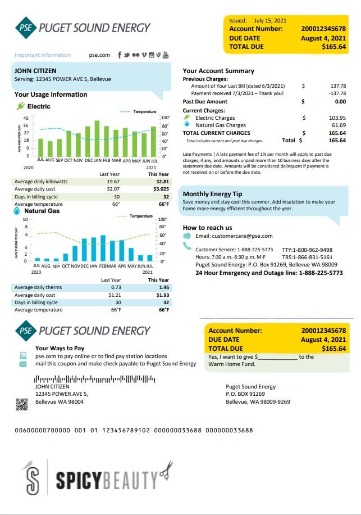 PSE PUGET SOUND ENERGY
Issued: July 15, 2021
Account Number: 200012345678
DUE DATE August 4, 2021
TOTAL DUE $165.64
Important Information pse.com
JOHN CITIZEN
Serving: 12345 POWER AVE S, Bellevue
Your Usage Information
Electric
Temperature
JUL AUG SEP OCT NOV DEC JAN FEB MAR APR MAY JUN JUL
2020 2021
Last Year This Year
Average daily kilowatts 19.67 32.81
Average daily cost $2.07 $3.025
Days in billing cycle 30 32
Average temperature 66° 66°F
Natural Gas
Temperature
JUL AUG SEP OCT NOV DEC JAN FEB MAR APR MAY JUN JUL
2020 2021
Last Year This Year
Average daily therms 0.73 1.46
Average daily cost $1.21 $1.93
Days in billing cycle 30 32
Average temperature 66°F 66°F
Your Account Summary
Previous Charges:
Amount of Your Last Bill (dated 6/3/2021) $ 137.78
Payment received 7/3/2021 – Thank you! -137.78
Past Due Amount $ 0.00
Current Charges:
Electric Charges $ 103.95
Natural Gas Charges $ 61.69
TOTAL CURRENT CHARGES $ 165.64
Total includes current and past due charges Total $ 165.64
Late Payments: A late payment fee of 1% per month will apply to past due
charges, if any, and amounts unpaid more than 10 business days after the
statement due date. Amounts will be considered delinquent if payment is
not received on or after the due date.
Monthly Energy Tip
Save money and stay cool this summer. Add insulation to make your
home more energy efficient throughout the year
How to reach us
Email: customercare@pse.com
Customer Services: 1-888-225-5773 TTY:1-800-962-9498
Hours: 7:30 a.m.-6:30 p.m. M-F TRS:1-866-831-5161
Puget Sound Energy: P.O. Box 91269, Bellevue WA 98009
24 Hour Emergency and Outage line: 1-888-225-5773
PSE PUGET SOUND ENERGY
Account Number: 200012345678
DUE DATE August 4, 2021
TOTAL DUE $165.64
Yes, I want to give $ to the
Warm Home Fund.
Your Ways to Pay
pse.com to pay online or to find pay station locations
mail this coupon and make check payable to Puget Sound Energy
JOHN CITIZEN
12345 POWER AVE S,
Bellevue WA 98004
Puget Sound Energy
P.O. BOX 91269
Bellevue, WA 98009-9269
S SPICYBEAUTY